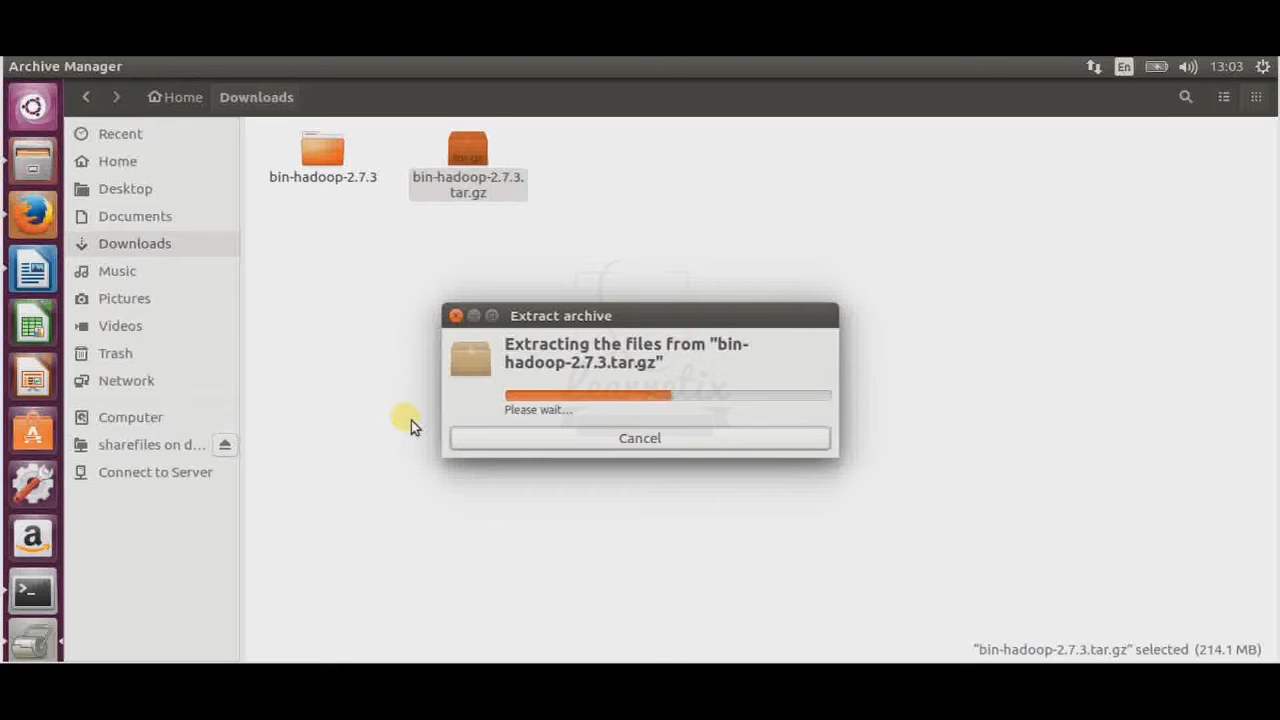 Archive Manager
En
13:03
Home
Downloads
Recent
Home
Desktop
Documents
Downloads
Music
Pictures
Videos
Trash
Network
Computer
sharefiles on d...
Connect to Server
bin-hadoop-2.7.3
tar.gz
bin-hadoop-2.7.3.
tar.gz
Extract archive
Extracting the files from "bin-
hadoop-2.7.3.tar.gz"
Please wait...
Cancel
Learnetix
a
>_
"bin-hadoop-2.7.3.tar.gz" selected (214.1 MB)